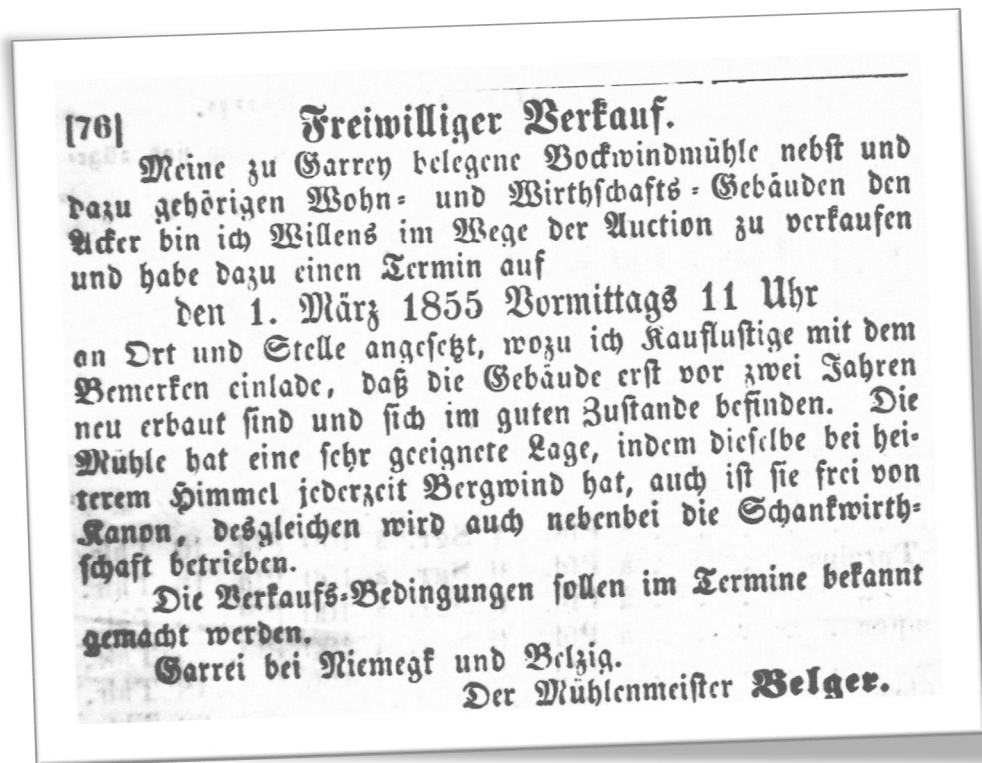 [76] Freiwilliger Verkauf.
Meine zu Garrey belegene Bockwindmühle nebst und
dazu gehörigen Wohn- und Wirthschafts-Gebäuden den
Acker bin ich Willens im Wege der Auction zu verkaufen
und habe dazu einen Termin auf
den 1. März 1855 Vormittags 11 Uhr
an Ort und Stelle angesetzt, wozu ich Kauflustige mit dem
Bemerken einlade, daß die Gebäude erst vor zwei Jahren
neu erbaut sind und sich im guten Zustande befinden. Die
Mühle hat eine sehr geeignete Lage, indem dieselbe bei hei-
terem Himmel jederzeit Bergwind hat, auch ist sie frei von
Kanon, desgleichen wird auch nebenbei die Schankwirth-
schaft betrieben.
Die Verkaufs-Bedingungen sollen im Termine bekannt
gemacht werden.
Garrei bei Niemegk und Belzig.
Der Mühlenmeister Belger.